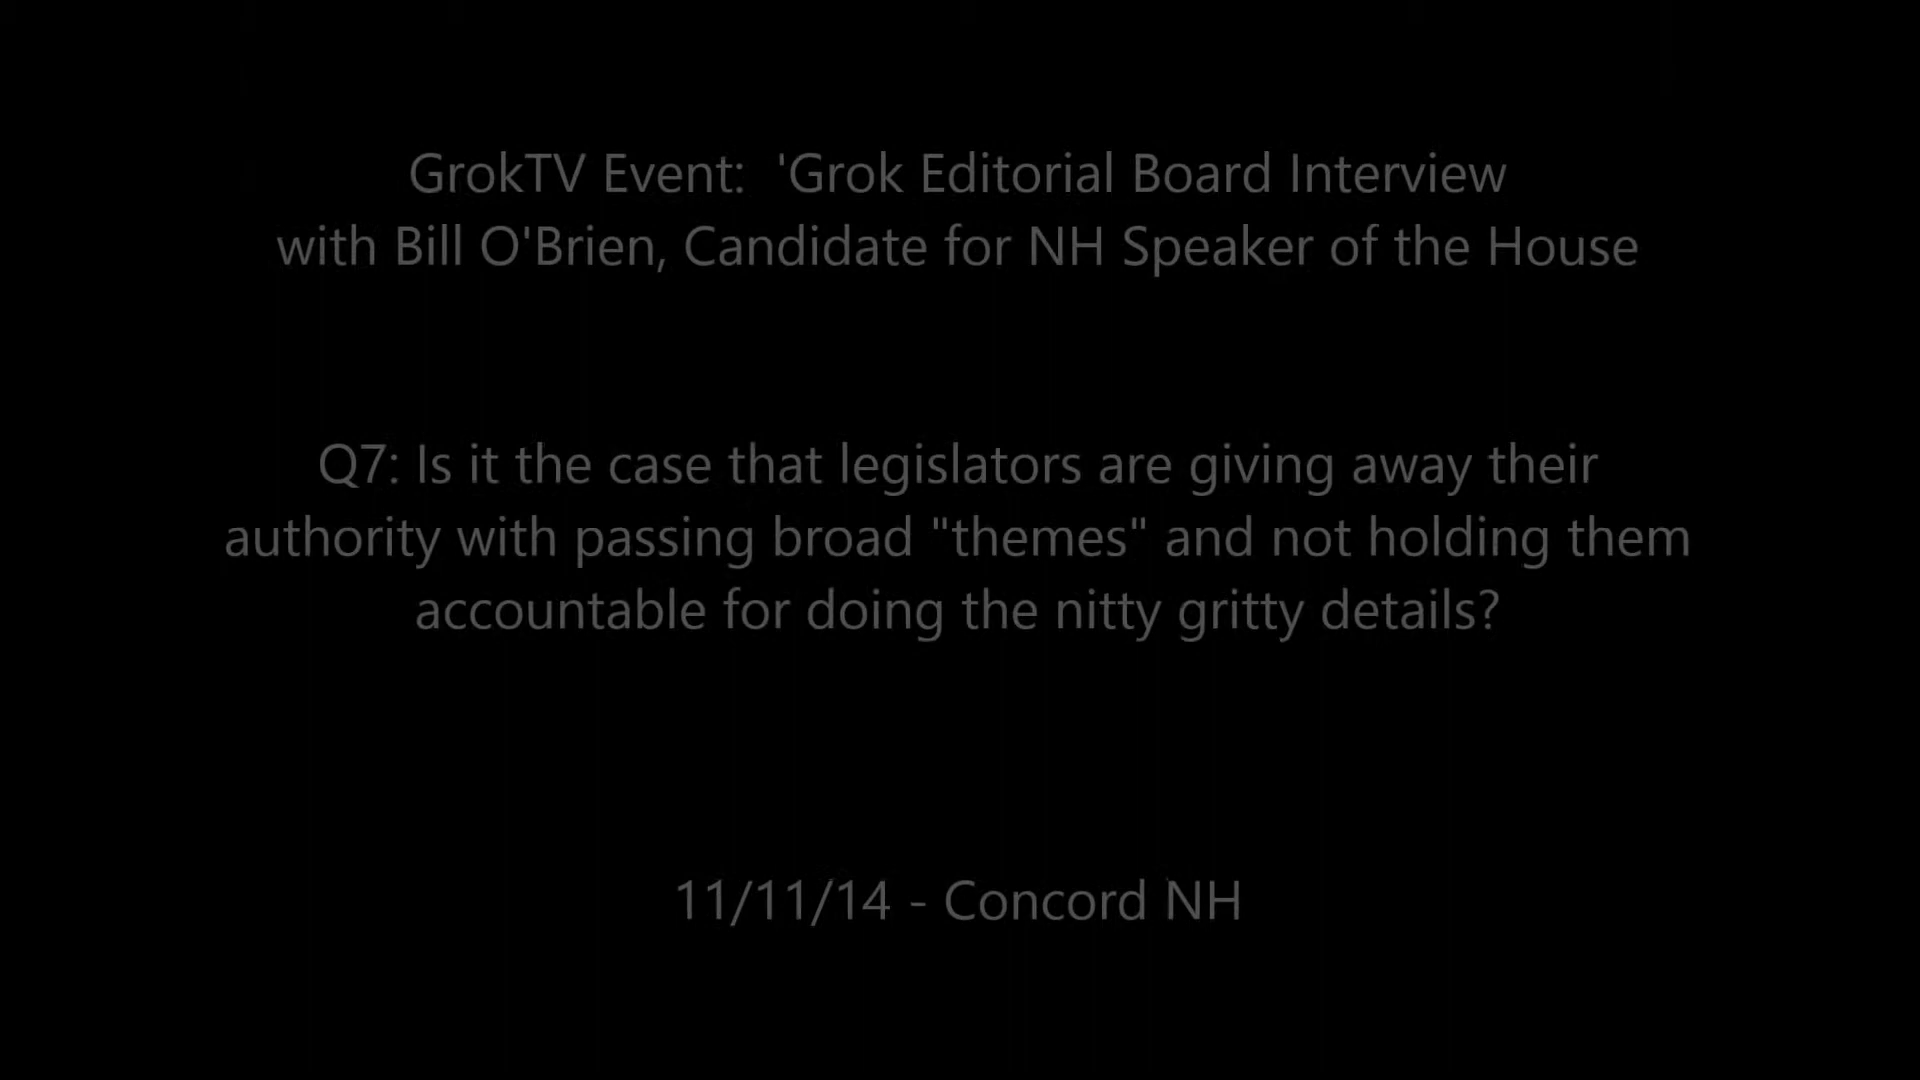 GrokTV Event:  'Grok Editorial Board Interview
with Bill O'Brien, Candidate for NH Speaker of the House
Q7: Is it the case that legislators are giving away their
authority with passing broad "themes" and not holding them
accountable for doing the nitty gritty details?
11/11/14 - Concord NH